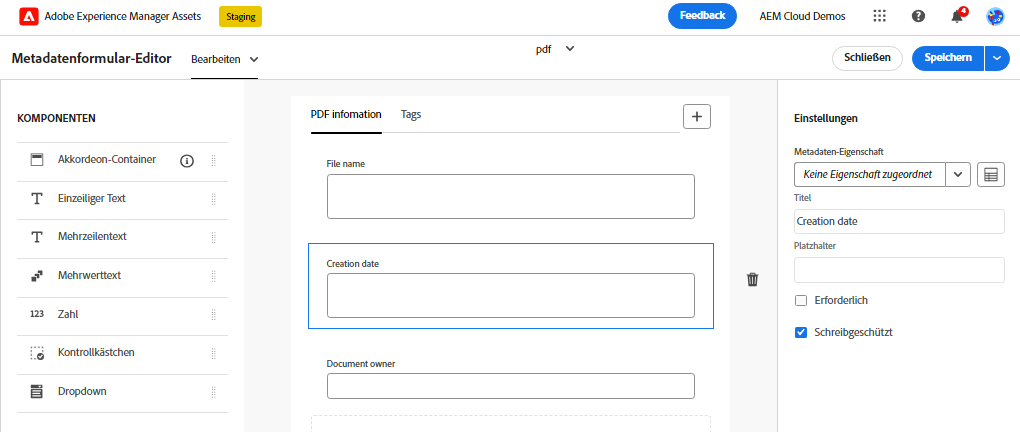 Adobe Experience Manager Assets
Staging
Feedback
AEM Cloud Demos
4
Metadatenformular-Editor
Bearbeiten
pdf
Schließen
Speichern
KOMPONENTEN
Akkordeon-Container
Einzeiliger Text
Mehrzeilentext
Mehrwerttext
123 Zahl
Kontrollkästchen
Dropdown
PDF infomation
Tags
File name
Creation date
Document owner
Einstellungen
Metadaten-Eigenschaft
Keine Eigenschaft zugeordnet
Titel
Creation date
Platzhalter
Erforderlich
Schreibgeschützt